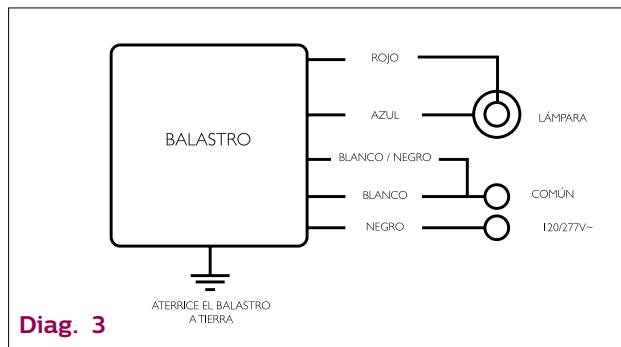 ROJO
AZUL
LÁMPARA
BALASTRO
BLANCO / NEGRO
BLANCO
COMÚN
NEGRO
120/277V~
ATERRICE EL BALASTRO
A TIERRA
Diag. 3